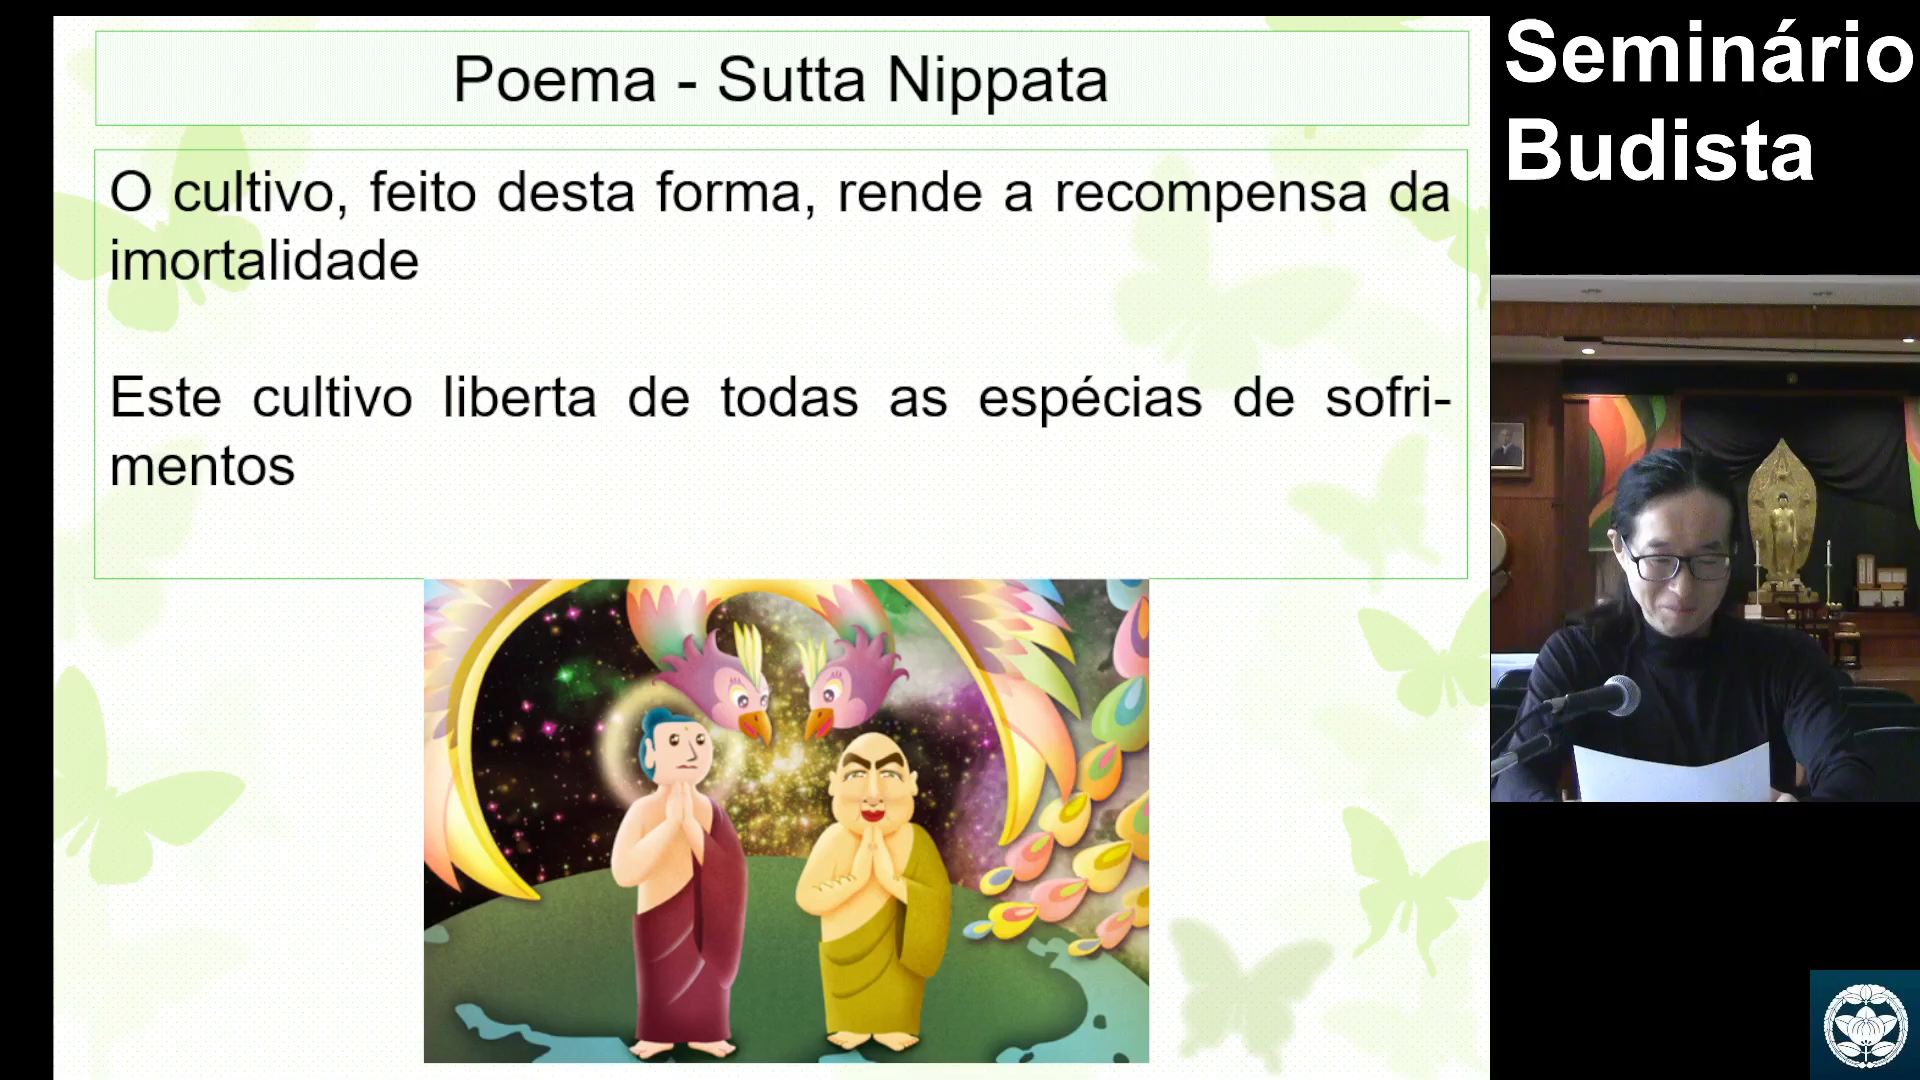 Poema - Sutta Nippata
O cultivo, feito desta forma, rende a recompensa da
imortalidade
Este cultivo liberta de todas as espécias de sofri-
mentos
Seminário
Budista